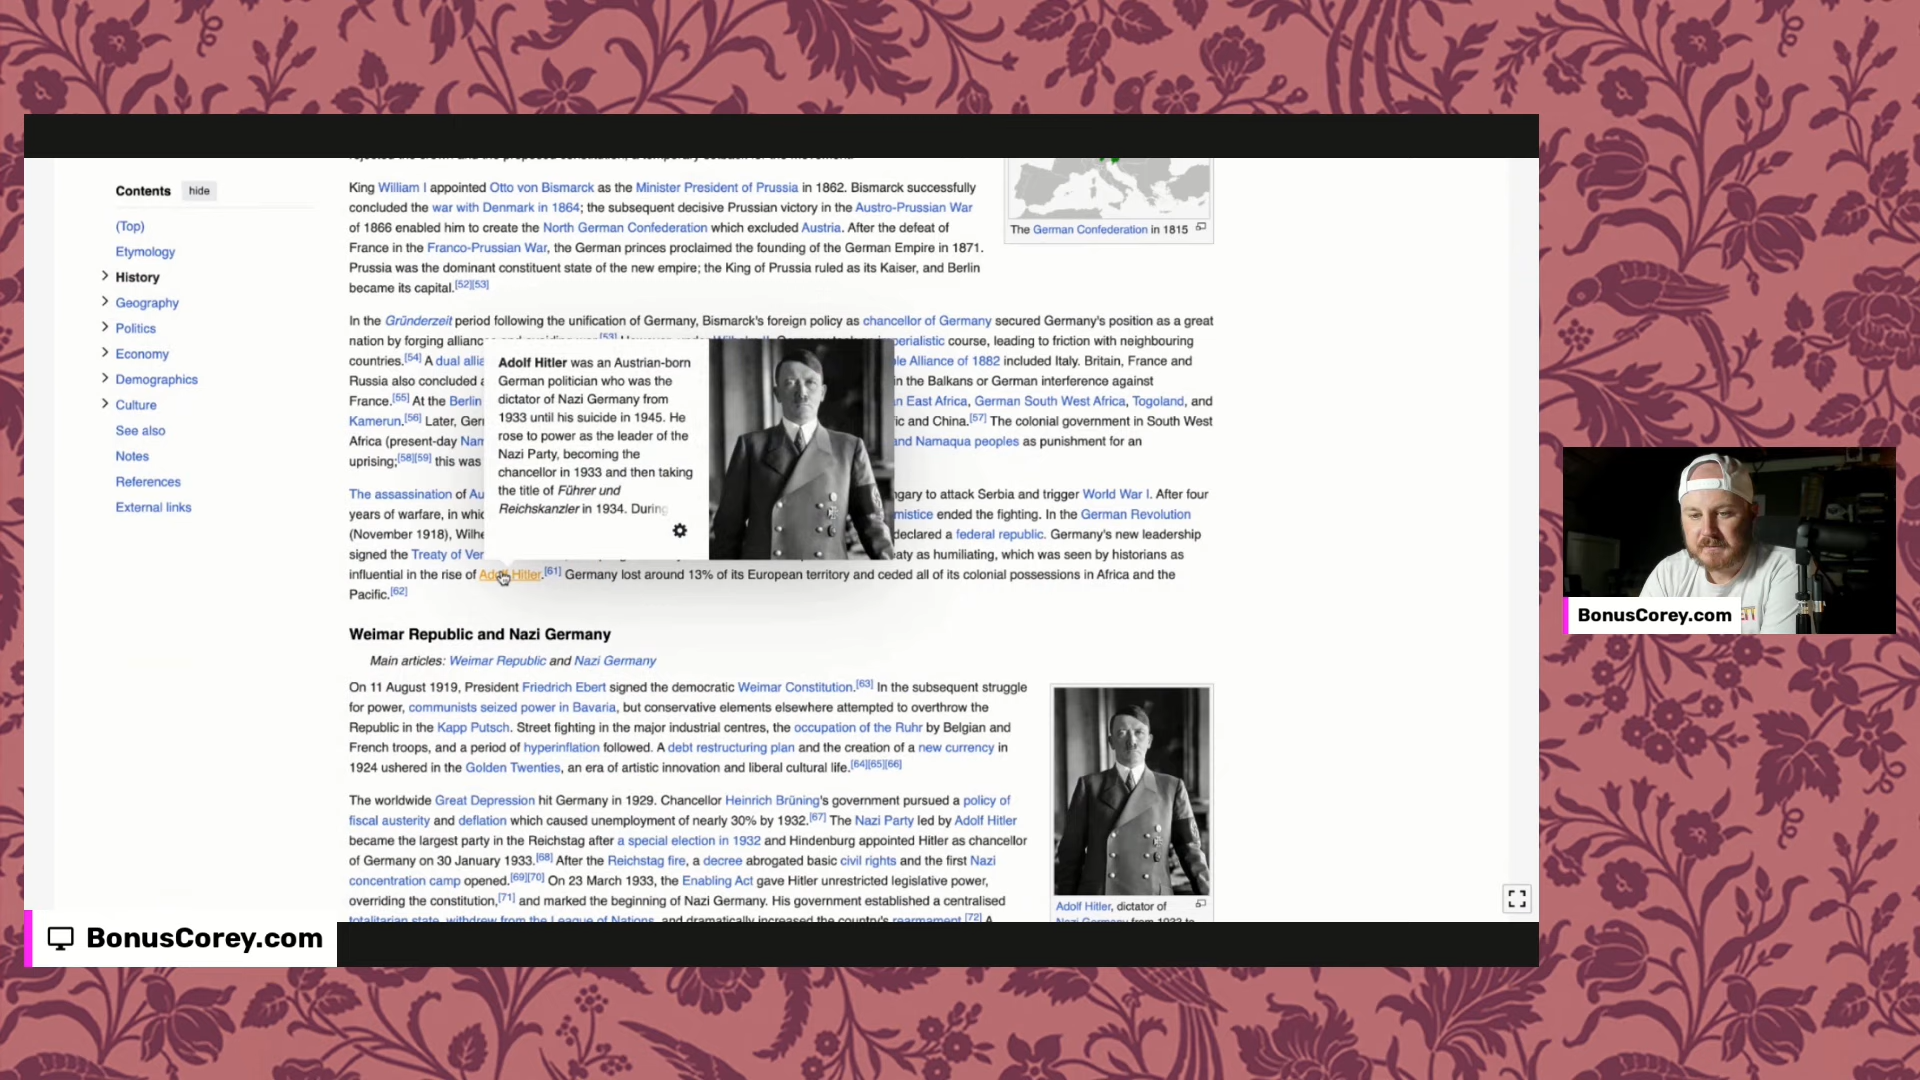 Contents hide
(Top)
Etymology
History
Geography
Politics
Economy
Demographics
Culture
See also
Notes
References
External links
King William I appointed Otto von Bismarck as the Minister President of Prussia in 1862. Bismarck successfully
concluded the war with Denmark in 1864; the subsequent decisive Prussian victory in the Austro-Prussian War
of 1866 enabled him to create the North German Confederation which excluded Austria. After the defeat of
France in the Franco-Prussian War, the German princes proclaimed the founding of the German Empire in 1871.
Prussia was the dominant constituent state of the new empire; the King of Prussia ruled as its Kaiser, and Berlin
became its capital.[52][53]
The German Confederation in 1815
In the Gründerzeit period following the unification of Germany, Bismarck's foreign policy as chancellor of Germany secured Germany's position as a great
nation by forging course, leading to friction with neighbouring
countries.[54] A dual Alliance of 1882 included Italy. Britain, France and
Russia also concluded in the Balkans or German interference against
France.[55] At the Berlin East Africa, German South West Africa, Togoland, and
Kamerun.[56] Later, and China.[57] The colonial government in South West
Africa (present-day and Namaqua peoples as punishment for an
uprising;[58][59] this was
Adolf Hitler was an Austrian-born
German politician who was the
dictator of Nazi Germany from
1933 until his suicide in 1945. He
rose to power as the leader of the
Nazi Party, becoming the
chancellor in 1933 and then taking
the title of Führer und
Reichskanzler in 1934. During
The assassination of to attack Serbia and trigger World War I. After four
years of warfare, in ended the fighting. In the German Revolution
(November 1918), declared a federal republic. Germany's new leadership
signed the Treaty of as humiliating, which was seen by historians as
influential in the rise of Adolf Hitler.[61] Germany lost around 13% of its European territory and ceded all of its colonial possessions in Africa and the
Pacific.[62]
Weimar Republic and Nazi Germany
Main articles: Weimar Republic and Nazi Germany
On 11 August 1919, President Friedrich Ebert signed the democratic Weimar Constitution.[63] In the subsequent struggle
for power, communists seized power in Bavaria, but conservative elements elsewhere attempted to overthrow the
Republic in the Kapp Putsch. Street fighting in the major industrial centres, the occupation of the Ruhr by Belgian and
French troops, and a period of hyperinflation followed. A debt restructuring plan and the creation of a new currency in
1924 ushered in the Golden Twenties, an era of artistic innovation and liberal cultural life.[64][65][66]
The worldwide Great Depression hit Germany in 1929. Chancellor Heinrich Brüning's government pursued a policy of
fiscal austerity and deflation which caused unemployment of nearly 30% by 1932.[67] The Nazi Party led by Adolf Hitler
became the largest party in the Reichstag after a special election in 1932 and Hindenburg appointed Hitler as chancellor
of Germany on 30 January 1933.[68] After the Reichstag fire, a decree abrogated basic civil rights and the first Nazi
concentration camp opened.[69][70] On 23 March 1933, the Enabling Act gave Hitler unrestricted legislative power,
overriding the constitution,[71] and marked the beginning of Nazi Germany. His government established a centralised
totalitarian state, withdrew from the League of Nations, and dramatically increased the country's rearmament.[72] A
Adolf Hitler, dictator of
Nazi Germany from 1933 to
BonusCorey.com
BonusCorey.com